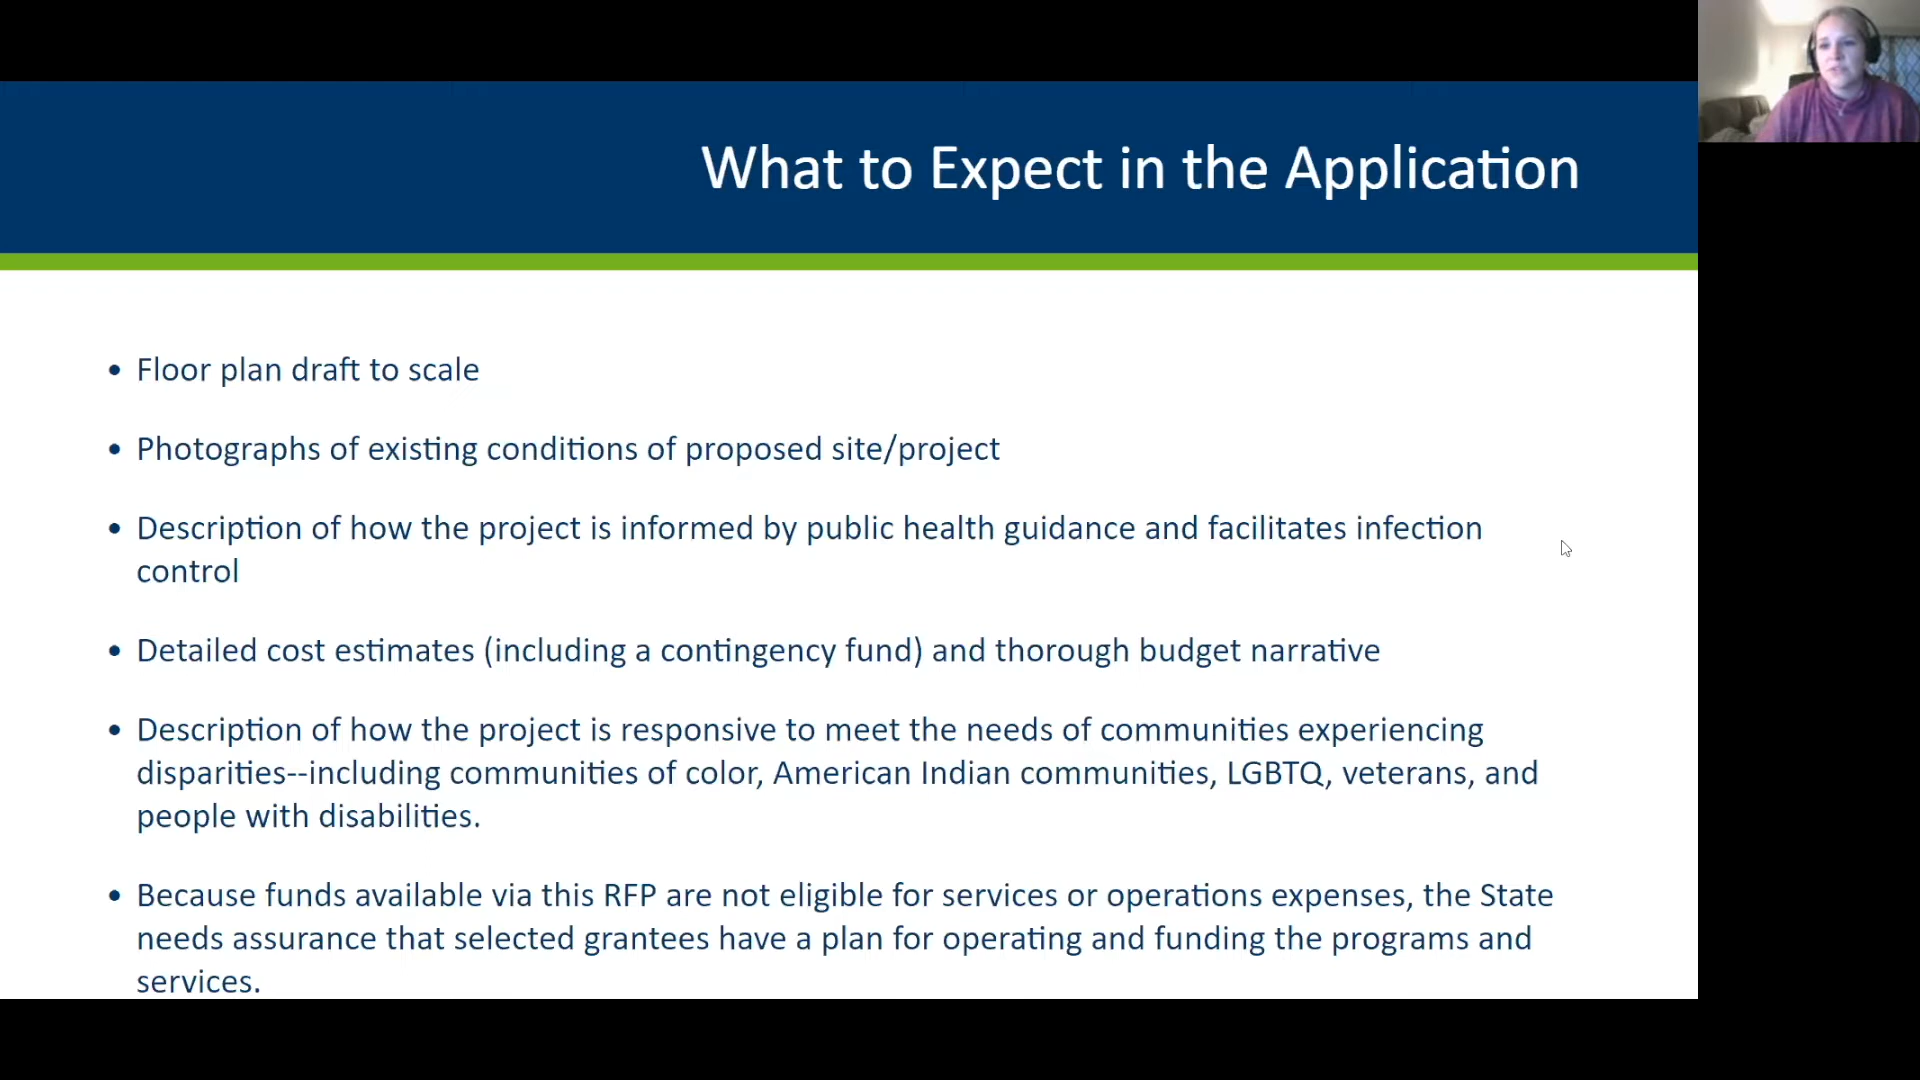 What to Expect in the Application
• Floor plan draft to scale
• Photographs of existing conditions of proposed site/project
• Description of how the project is informed by public health guidance and facilitates infection
control
• Detailed cost estimates (including a contingency fund) and thorough budget narrative
• Description of how the project is responsive to meet the needs of communities experiencing
disparities--including communities of color, American Indian communities, LGBTQ, veterans, and
people with disabilities.
• Because funds available via this RFP are not eligible for services or operations expenses, the State
needs assurance that selected grantees have a plan for operating and funding the programs and
services.